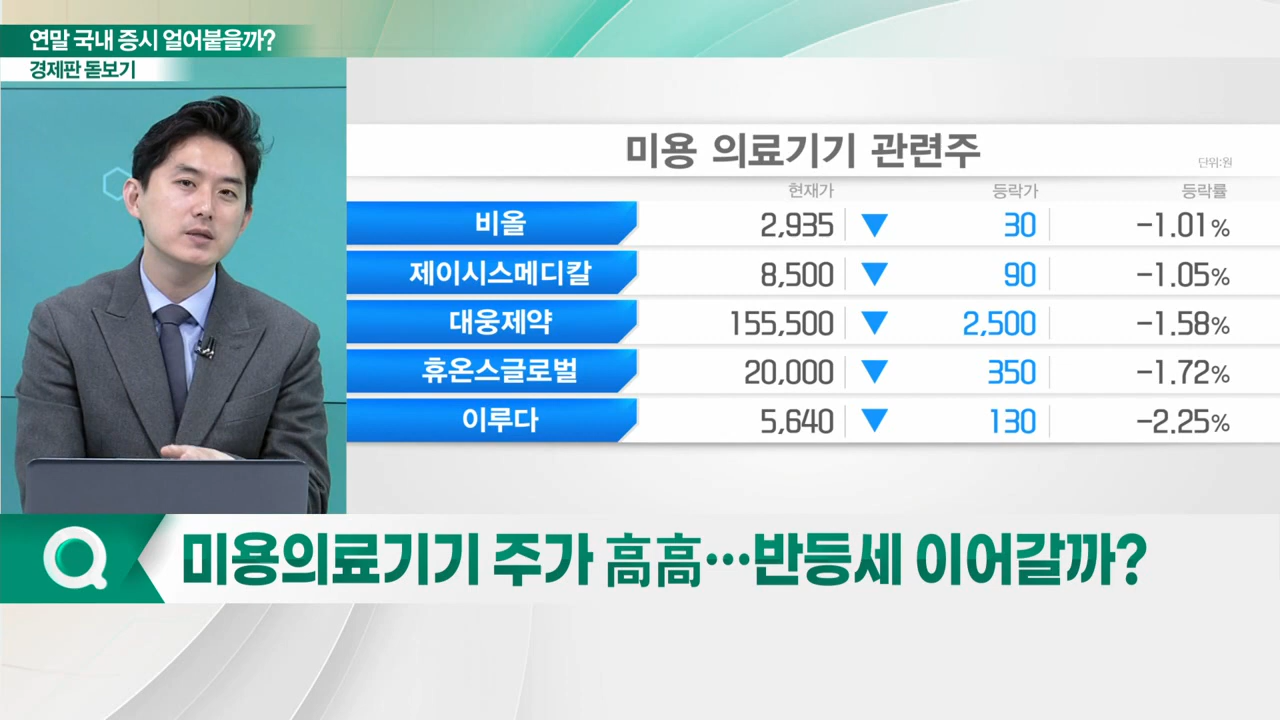 연말 국내 증시 얼어붙을까?
경제판 돋보기
미용 의료기기 관련주
단위:원
현재가 등락가 등락률
비올 2,935 ▼ 30 -1.01%
제이시스메디칼 8,500 ▼ 90 -1.05%
대웅제약 155,500 ▼ 2,500 -1.58%
휴온스글로벌 20,000 ▼ 350 -1.72%
이루다 5,640 ▼ 130 -2.25%
Q 미용의료기기 주가 高高…반등세 이어갈까?